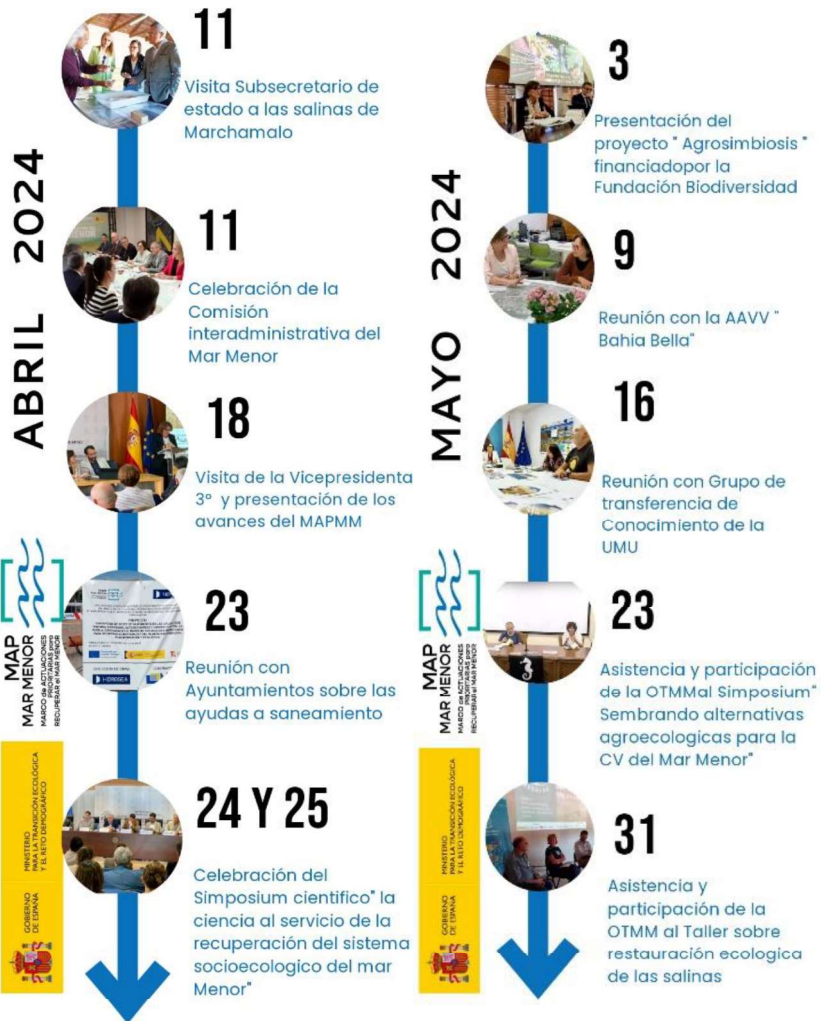 ABRIL 2024
11
Visita Subsecretario de
estado a las salinas de
Marchamalo
11
Celebración de la
Comisión
interadministrativa del
Mar Menor
18
Visita de la Vicepresidenta
3º y presentación de los
avances del MAPMM
23
Reunión con
Ayuntamientos sobre las
ayudas a saneamiento
24 Y 25
Celebración del
Simposium cientifico" la
ciencia al servicio de la
recuperación del sistema
socioecologico del mar
Menor"
MAP
MAR MENOR
MARCO de ACTUACIONES
PRIORITARIAS para
RECUPERAR el MAR MENOR
GOBIERNO
DE ESPAÑA
MINISTERIO
PARA LA TRANSICIÓN ECOLÓGICA
Y EL RETO DEMOGRÁFICO
MAYO 2024
3
Presentación del
proyecto " Agrosimbiosis "
financiadopor la
Fundación Biodiversidad
9
Reunión con la AAVV "
Bahia Bella"
16
Reunión con Grupo de
transferencia de
Conocimiento de la
UMU
23
Asistencia y participación
de la OTMMal Simposium"
Sembrando alternativas
agroecologicas para la
CV del Mar Menor"
31
Asistencia y
participación de la
OTMM al Taller sobre
restauración ecologica
de las salinas
MAP
MAR MENOR
MARCO de ACTUACIONES
PRIORITARIAS para
RECUPERAR el MAR MENOR
GOBIERNO
DE ESPAÑA
MINISTERIO
PARA LA TRANSICIÓN ECOLÓGICA
Y EL RETO DEMOGRÁFICO